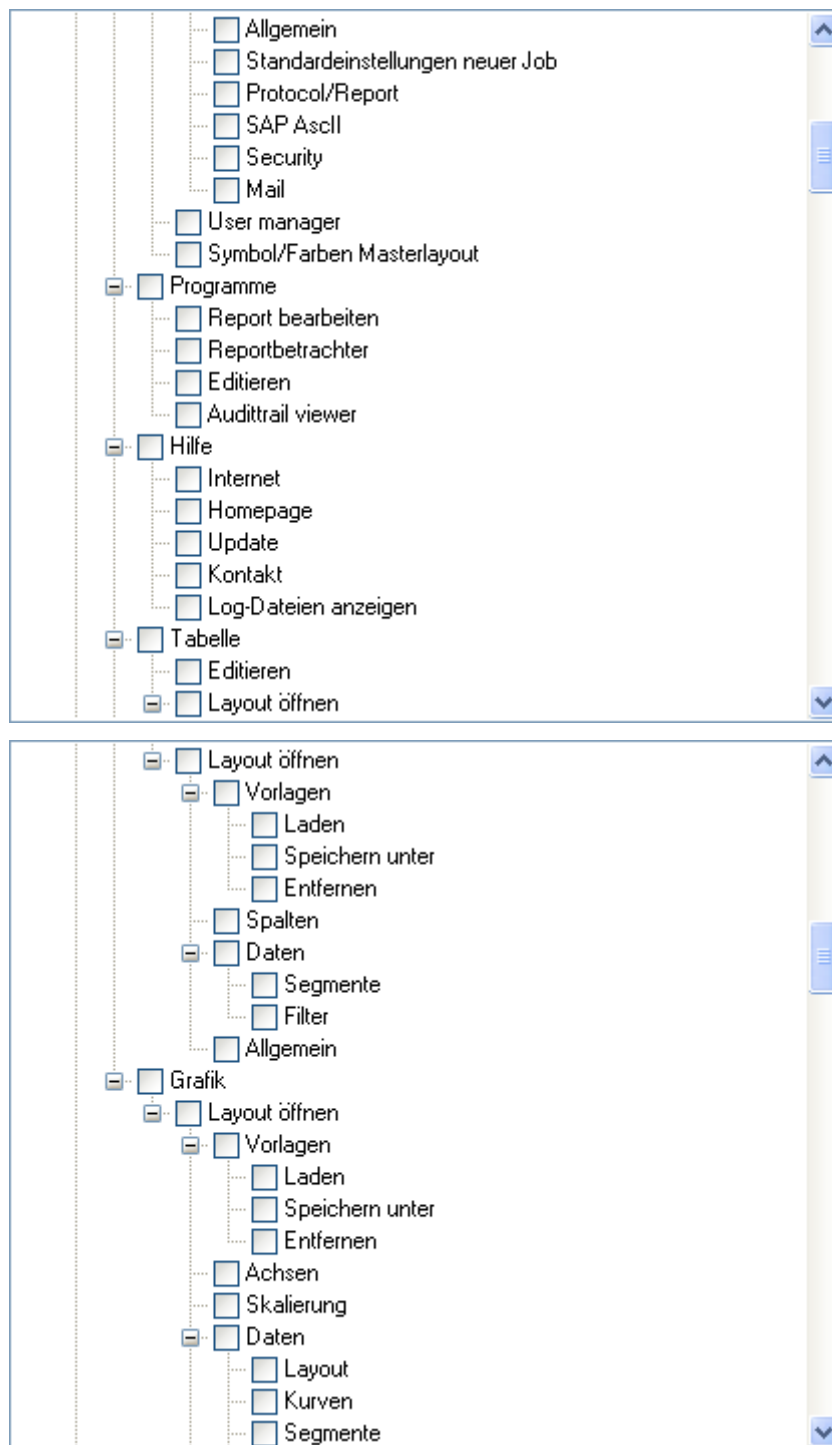 Allgemein
Standardeinstellungen neuer Job
Protocol/Report
SAP AscII
Security
Mail
User manager
Symbol/Farben Masterlayout
Programme
Report bearbeiten
Reportbetrachter
Editieren
Audittrail viewer
Hilfe
Internet
Homepage
Update
Kontakt
Log-Dateien anzeigen
Tabelle
Editieren
Layout öffnen
Layout öffnen
Vorlagen
Laden
Speichern unter
Entfernen
Spalten
Daten
Segmente
Filter
Allgemein
Grafik
Layout öffnen
Vorlagen
Laden
Speichern unter
Entfernen
Achsen
Skalierung
Daten
Layout
Kurven
Segmente